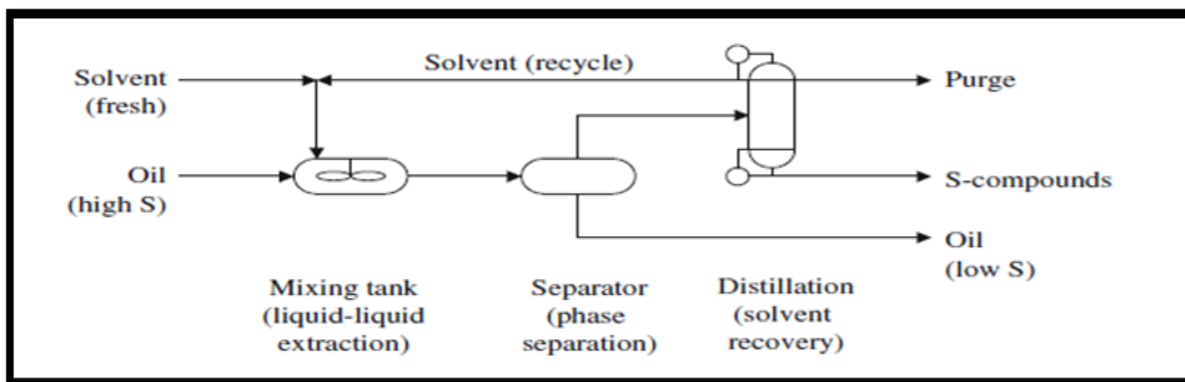 Solvent (recycle)
Solvent
(fresh)
Purge
Oil
(high S)
S-compounds
Oil
(low S)
Mixing tank
(liquid-liquid
extraction)
Separator
(phase
separation)
Distillation
(solvent
recovery)